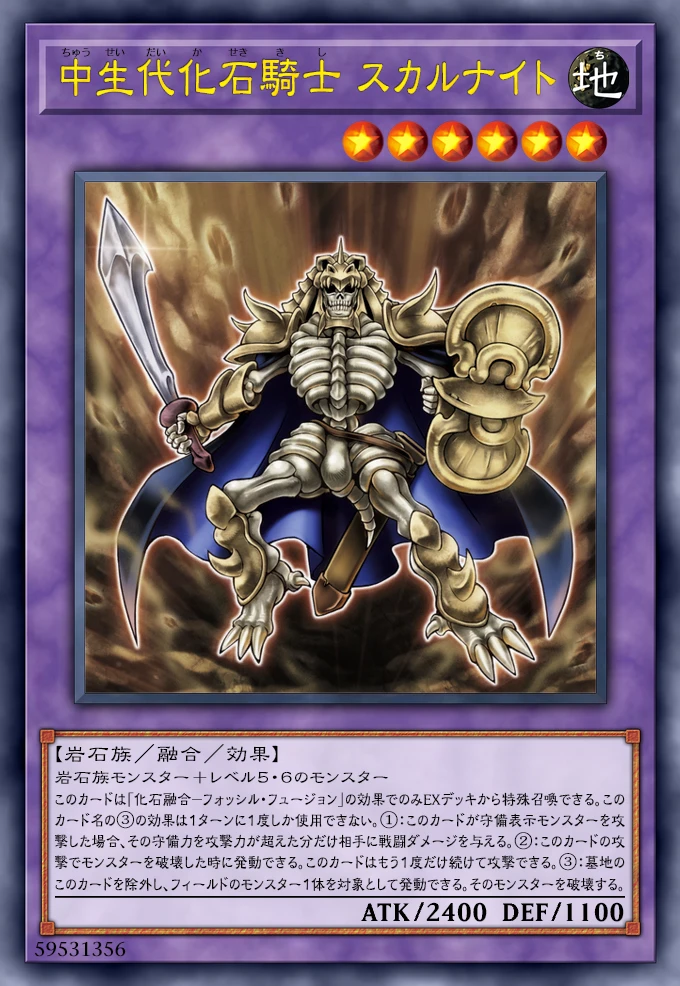 ちゅう せい だい か せき き し
中生代化石騎士 スカルナイト
ち
地
【岩石族／融合／効果】
岩石族モンスター＋レベル５・６のモンスター
このカードは「化石融合－フォッシル・フュージョン」の効果でのみEXデッキから特殊召喚できる。この
カード名の③の効果は１ターンに１度しか使用できない。①：このカードが守備表示モンスターを攻
撃した場合、その守備力を攻撃力が超えた分だけ相手に戦闘ダメージを与える。②：このカードの攻
撃でモンスターを破壊した時に発動できる。このカードはもう１度だけ続けて攻撃できる。③：墓地の
このカードを除外し、フィールドのモンスター１体を対象として発動できる。そのモンスターを破壊する。
ATK/2400 DEF/1100
59531356